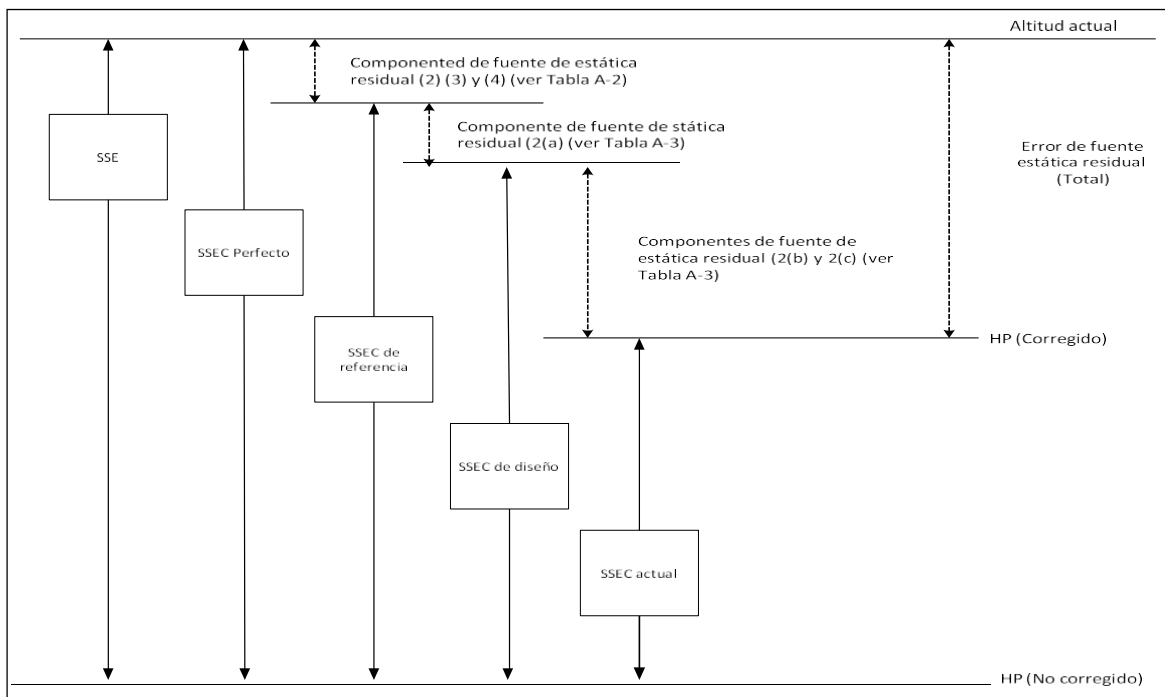 Altitud actual
Componented de fuente de estática
residual (2) (3) y (4) (ver Tabla A-2)
Componente de fuente de stática
residual (2(a) (ver Tabla A-3)
SSE
Error de fuente
estática residual
(Total)
SSEC Perfecto
Componentes de fuente de
estática residual (2(b) y 2(c) (ver
Tabla A-3)
HP (Corregido)
SSEC de
referencia
SSEC de diseño
SSEC actual
HP (No corregido)